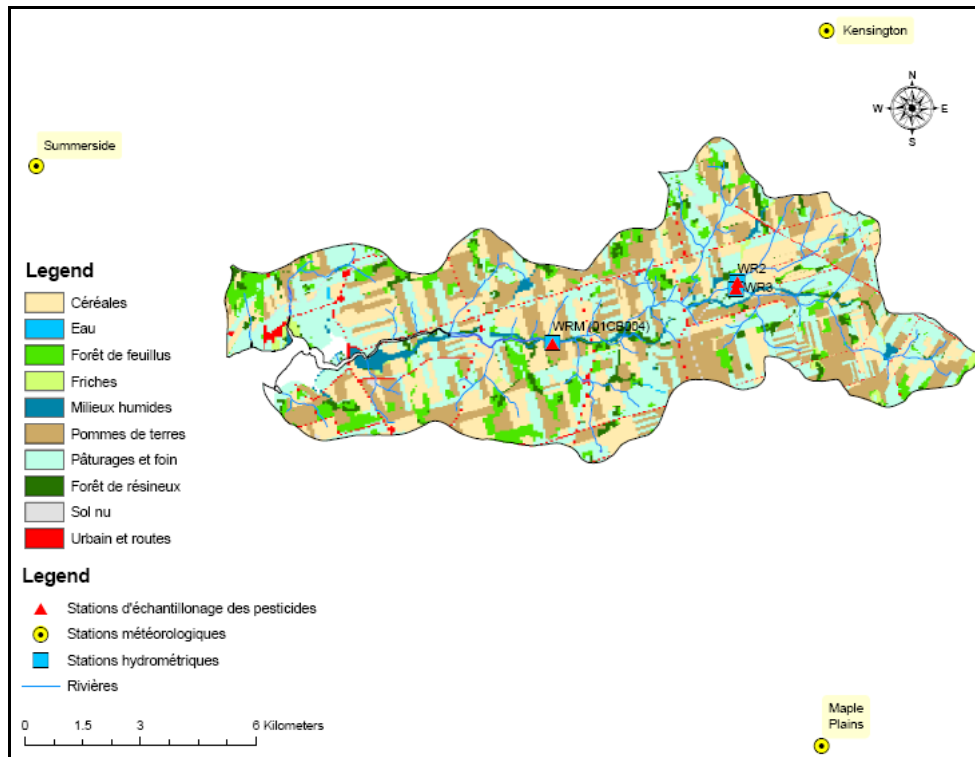 Kensington
N
W
E
S
Summerside
WR2
WR3
WRM (01CB004)
Legend
Céréales
Eau
Forêt de feuillus
Friches
Milieux humides
Pommes de terres
Pâturages et foin
Forêt de résineux
Sol nu
Urbain et routes
Legend
Stations d'échantillonage des pesticides
Stations météorologiques
Stations hydrométriques
Rivières
0 1.5 3 6 Kilometers
Maple
Plains